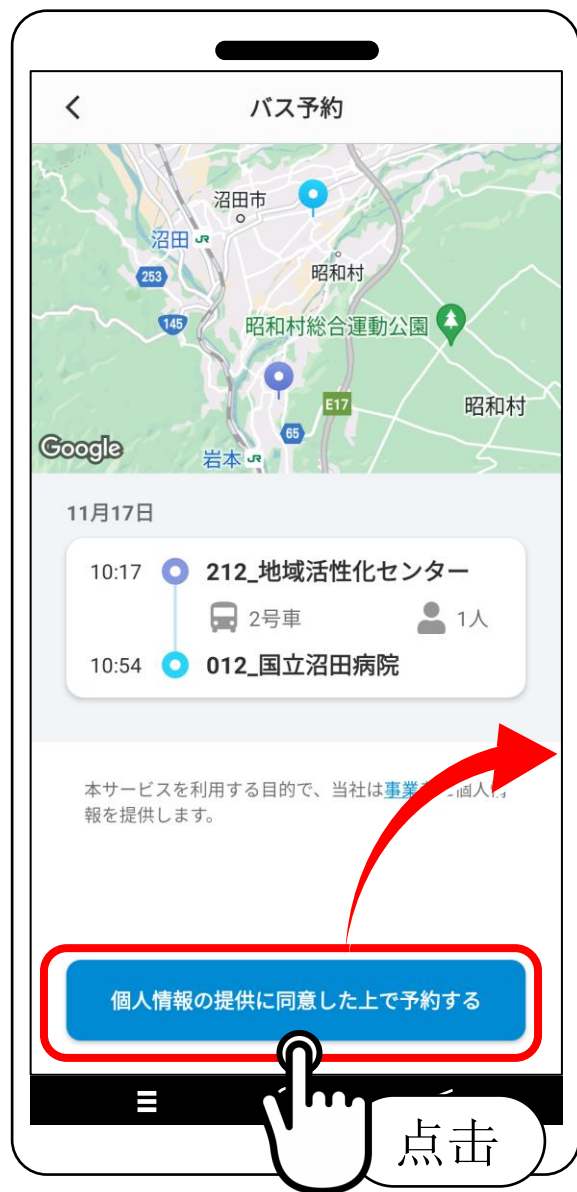 バス予約
沼田市
沼田 JR
253
昭和村
145
昭和村総合運動公園
E17
昭和村
65
Google
岩本 JR
11月17日
10:17 212_地域活性化センター
2号車 1人
10:54 012_国立沼田病院
本サービスを利用する目的で、当社は事業 個人情
報を提供します。
個人情報の提供に同意した上で予約する
点击